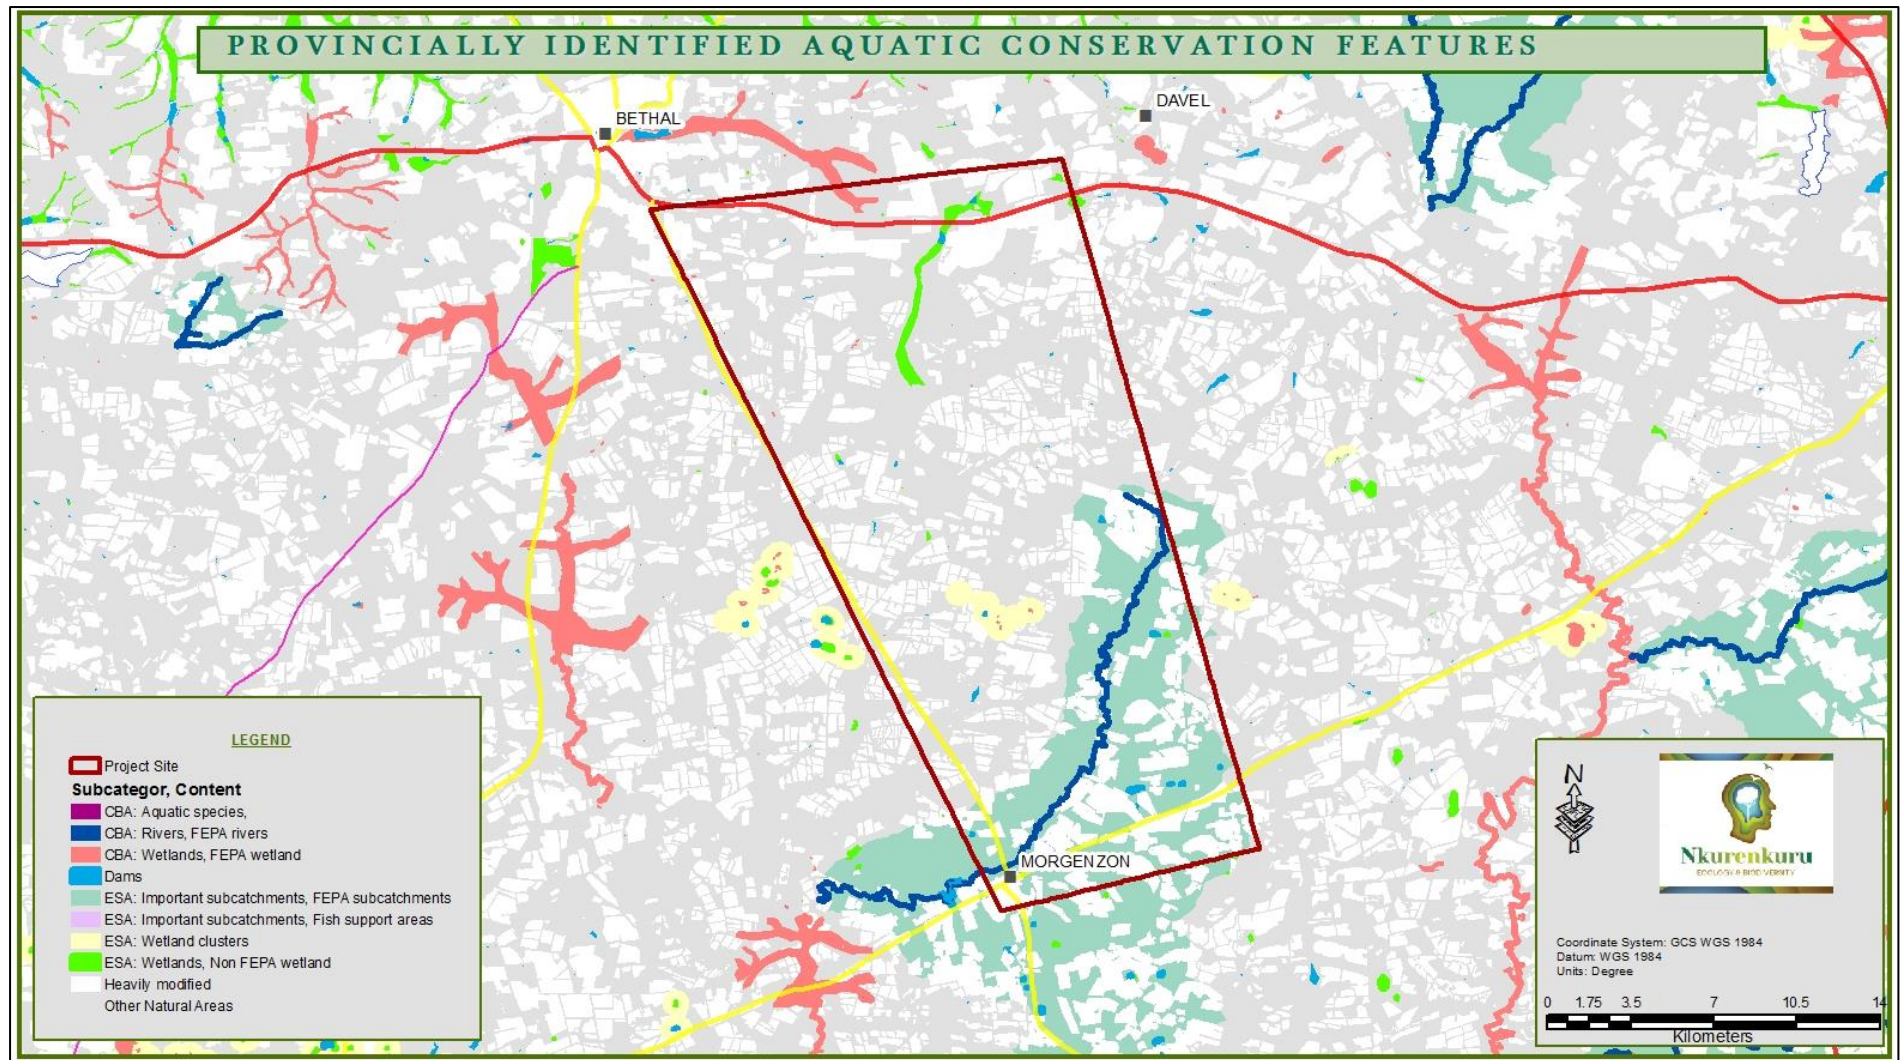 PROVINCIALLY IDENTIFIED AQUATIC CONSERVATION FEATURES
DAVEL
BETHAL
MORGENZON
LEGEND
Project Site
Subcategor, Content
CBA: Aquatic species,
CBA: Rivers, FEPA rivers
CBA: Wetlands, FEPA wetland
Dams
ESA: Important subcatchments, FEPA subcatchments
ESA: Important subcatchments, Fish support areas
ESA: Wetland clusters
ESA: Wetlands, Non FEPA wetland
Heavily modified
Other Natural Areas
N
Nkurenkuru
ECOLOGY & BIODIVERSITY
Coordinate System: GCS WGS 1984
Datum: WGS 1984
Units: Degree
0 1.75 3.5 7 10.5 14
Kilometers